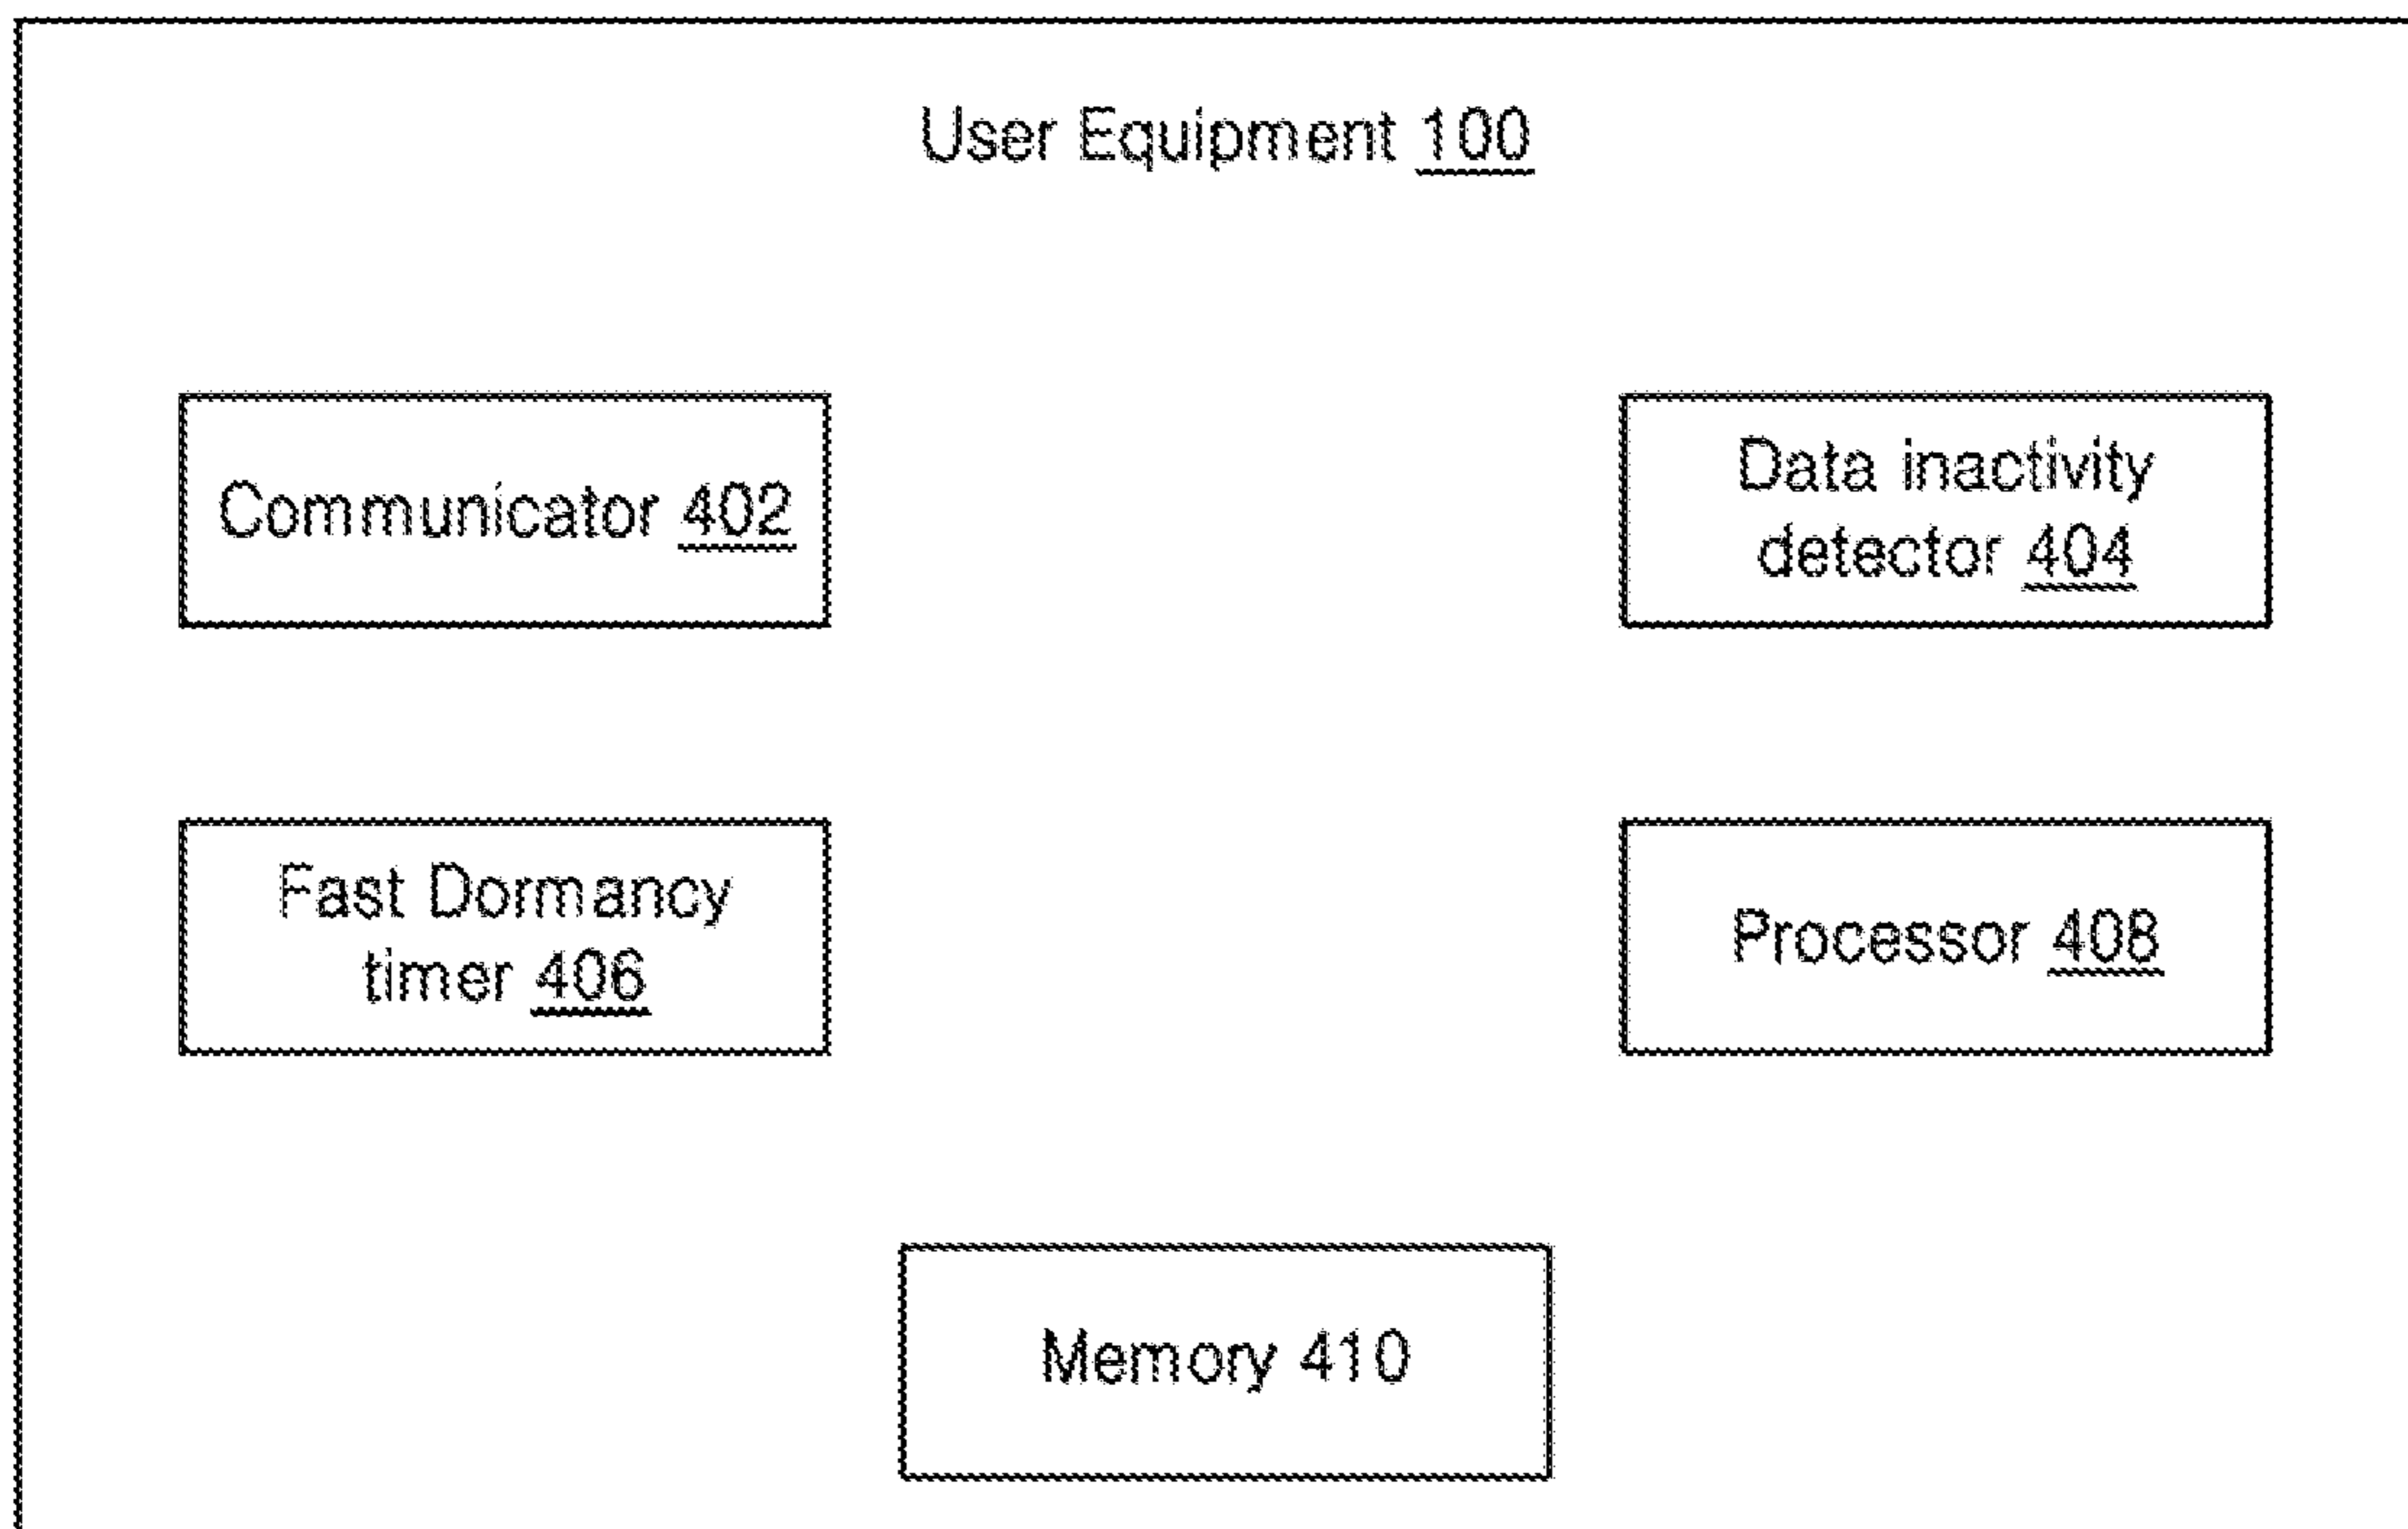 User Equipment 100
Communicator 402
Data inactivity
detector 404
Fast Dormancy
timer 406
Processor 408
Memory 410